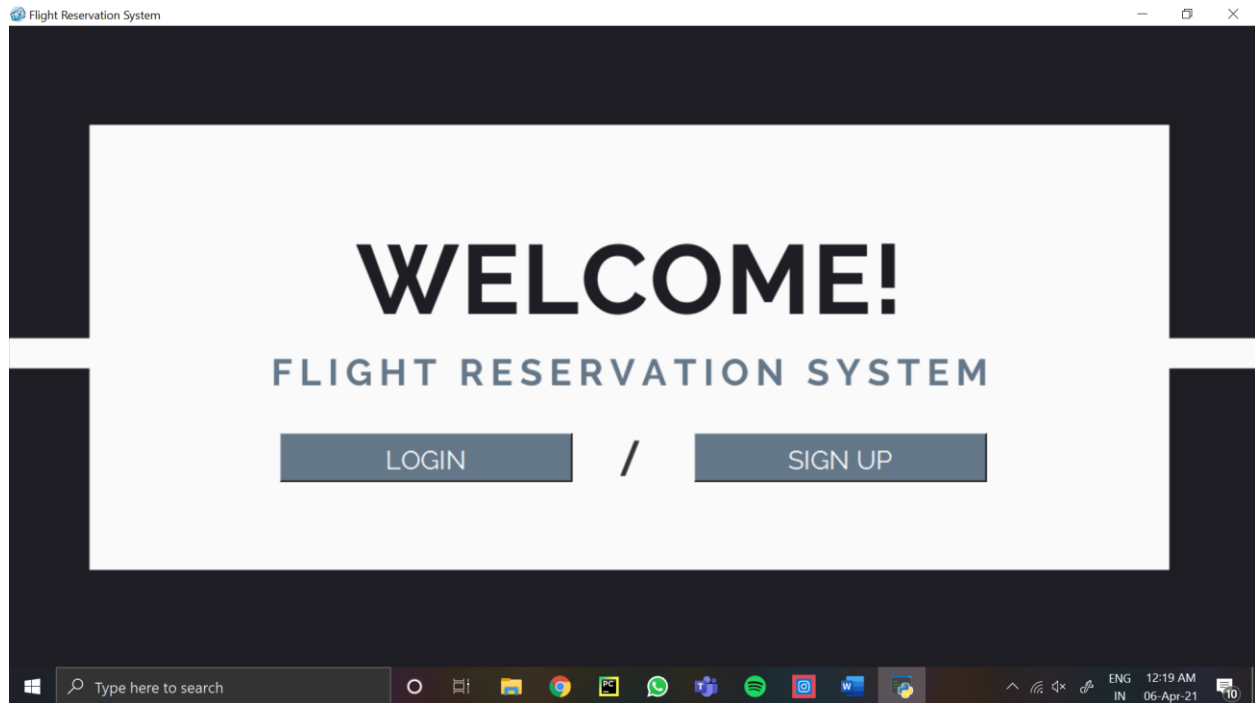 Flight Reservation System
WELCOME!
FLIGHT RESERVATION SYSTEM
LOGIN / SIGN UP
Type here to search
PC
W
ENG 12:19 AM
IN 06-Apr-21
10